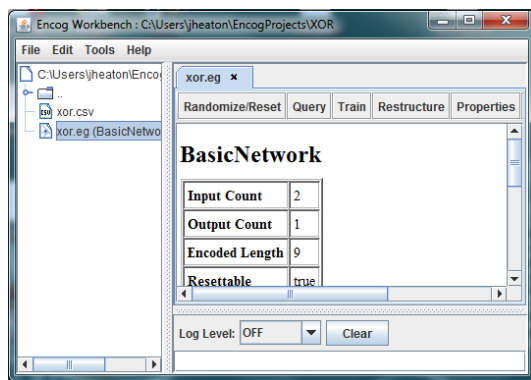 Encog Workbench : C:\Users\jheaton\EncogProjects\XOR
File Edit Tools Help
C:\Users\jheaton\Enco
..
xor.csv
xor.eg (BasicNetwo
xor.eg ×
Randomize/Reset Query Train Restructure Properties
BasicNetwork
Input Count 2
Output Count 1
Encoded Length 9
Resettable true
Log Level: OFF Clear